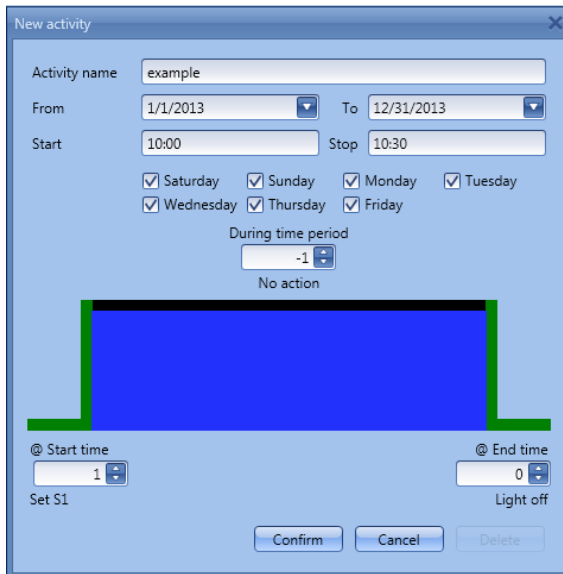 New activity
Activity name example
From 1/1/2013 To 12/31/2013
Start 10:00 Stop 10:30
Saturday Sunday Monday Tuesday
Wednesday Thursday Friday
During time period
-1
No action
@ Start time @ End time
1 0
Set S1 Light off
Confirm Cancel Delete